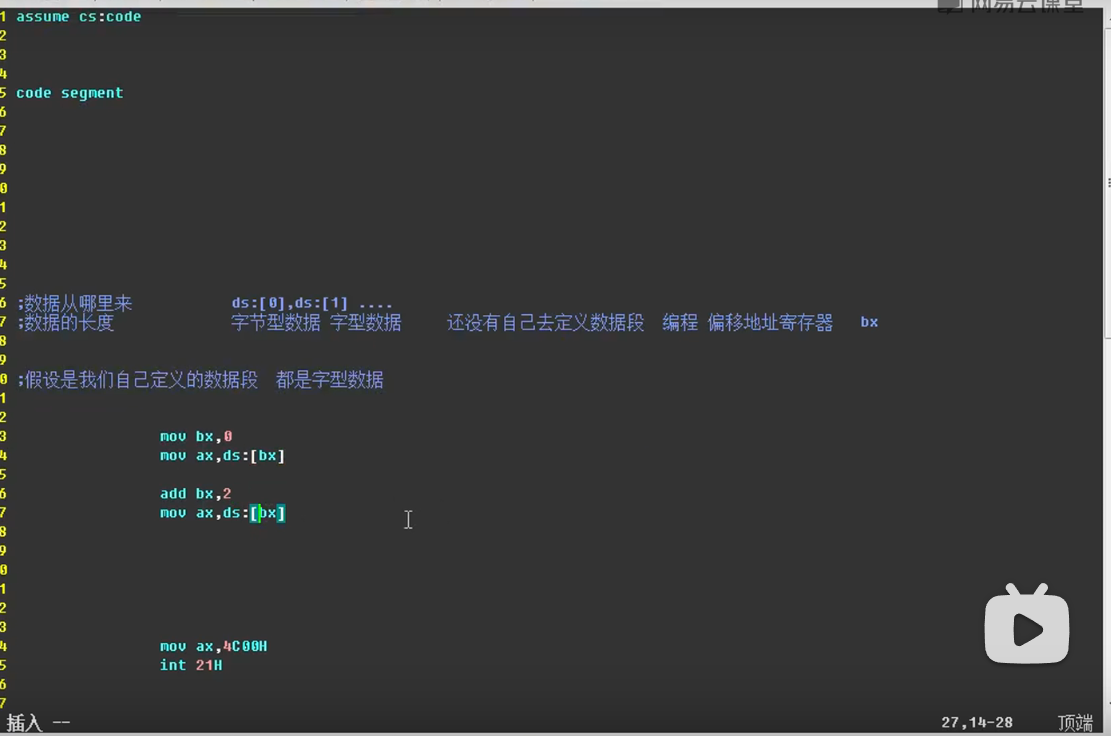 网易云课堂
1 assume cs:code
2
3
4
5 code segment
6
7
8
9
0
1
2
3
4
5
6 ;数据从哪里来 ds:[0],ds:[1] ....
7 ;数据的长度 字节型数据 字型数据 还没有自己去定义数据段 编程 偏移地址寄存器 bx
8
9
0 ;假设是我们自己定义的数据段 都是字型数据
1
2
3 mov bx,0
4 mov ax,ds:[bx]
5
6 add bx,2
7 mov ax,ds:[bx]
8
9
0
1
2
3
4 mov ax,4C00H
5 int 21H
6
7
插入 -- 27,14-28 顶端